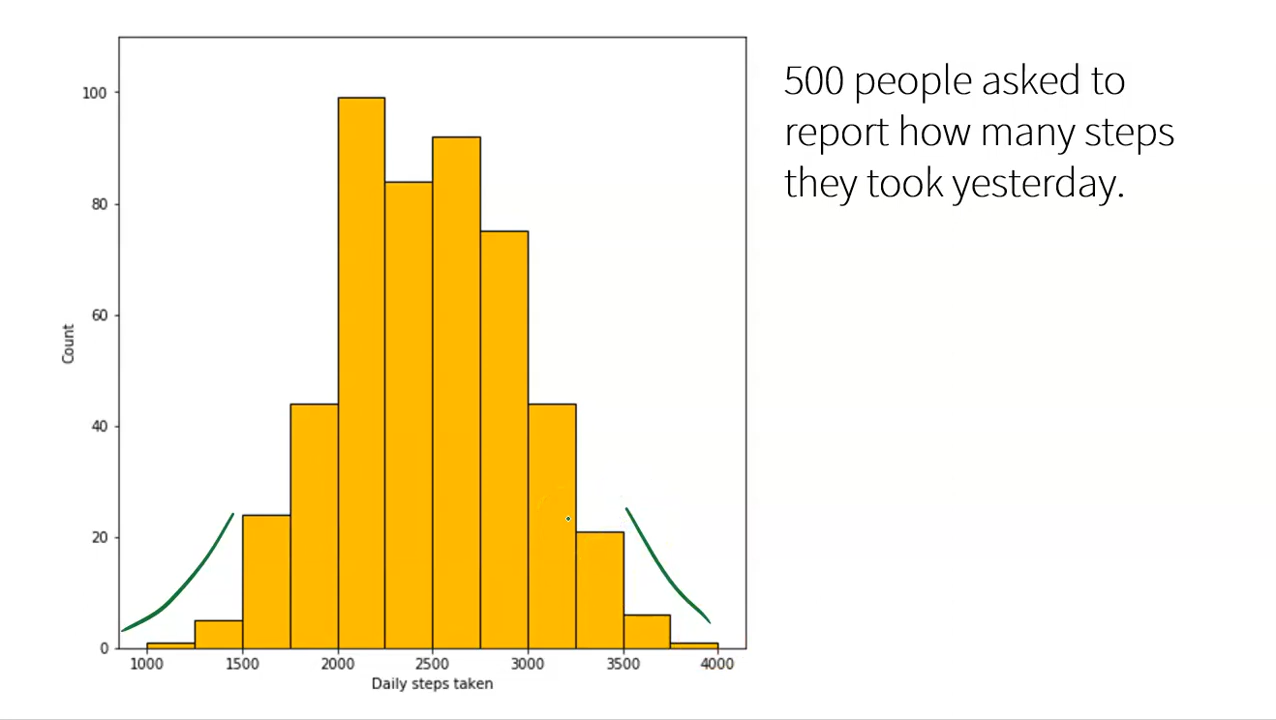 500 people asked to
report how many steps
they took yesterday.
100
80
60
40
20
0
Count
1000 1500 2000 2500 3000 3500 4000
Daily steps taken